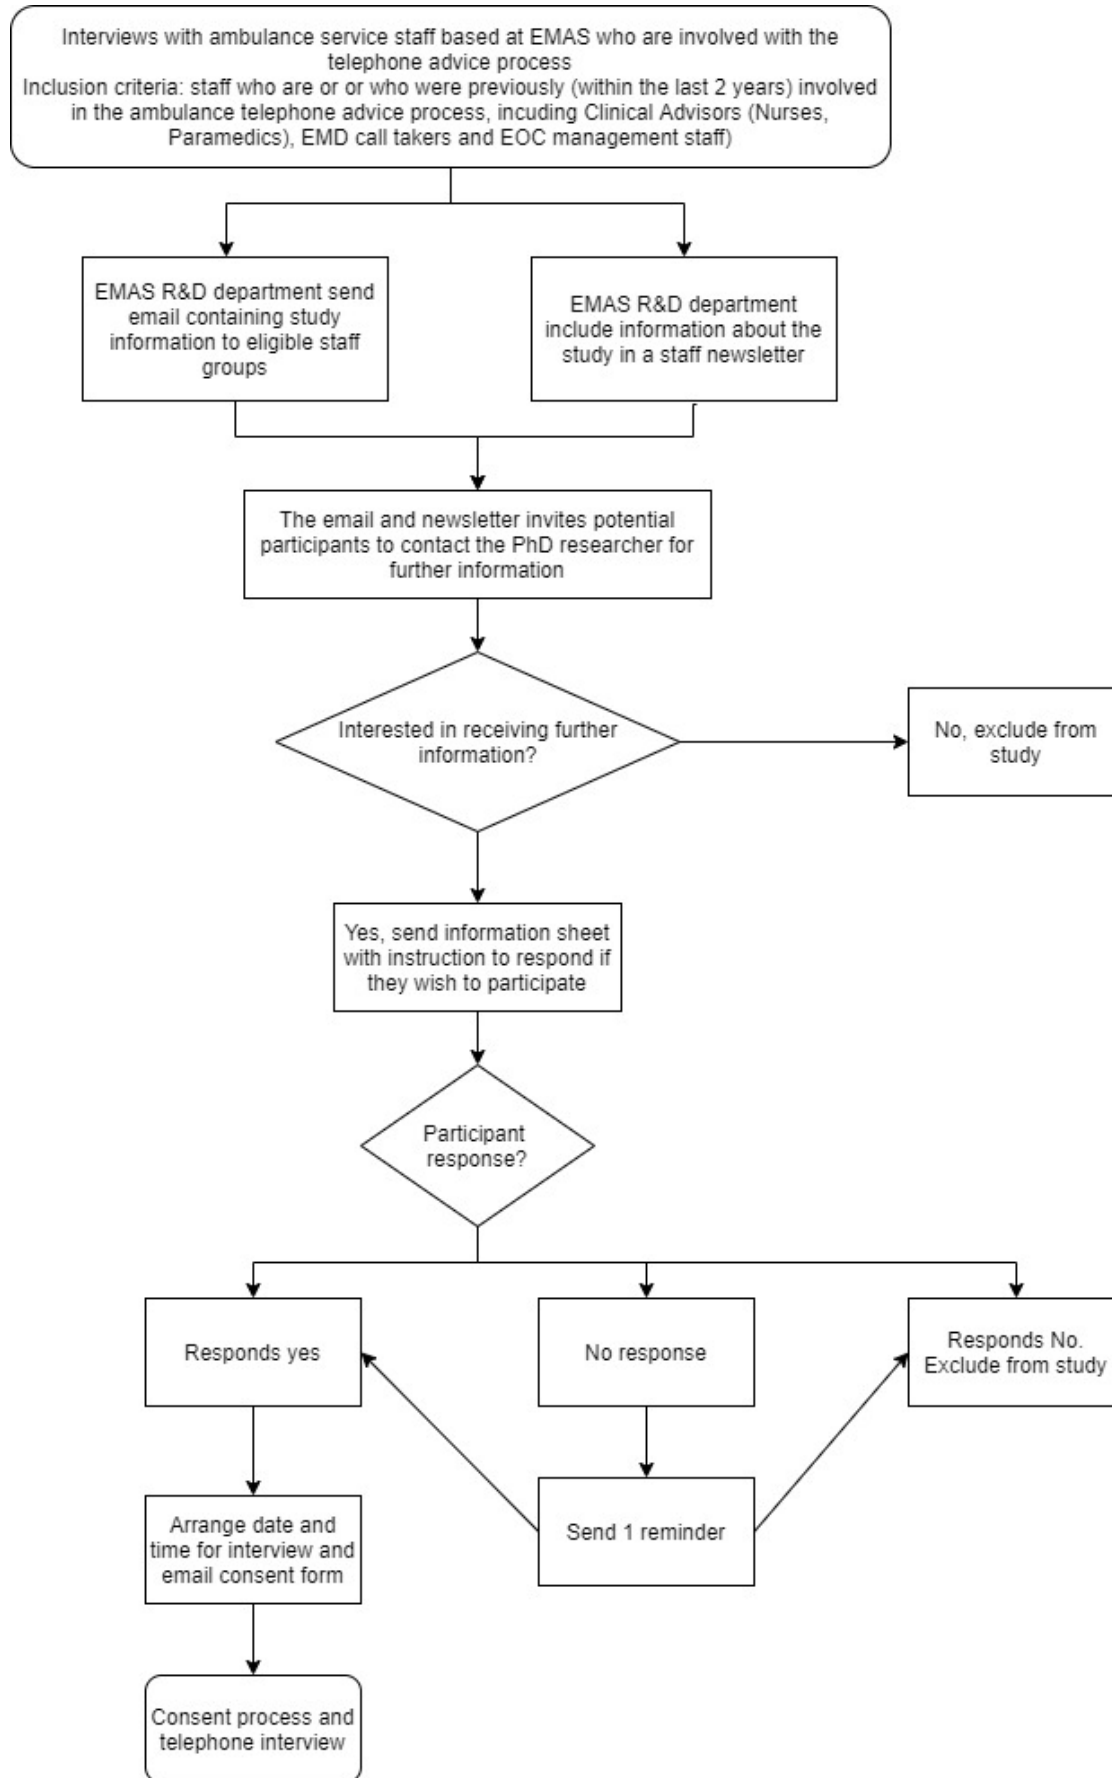 Interviews with ambulance service staff based at EMAS who are involved with the
telephone advice process
Inclusion criteria: staff who are or or who were previously (within the last 2 years) involved
in the ambulance telephone advice process, incuding Clinical Advisors (Nurses,
Paramedics), EMD call takers and EOC management staff)
EMAS R&D department send
email containing study
information to eligible staff
groups
EMAS R&D department
include information about the
study in a staff newsletter
The email and newsletter invites potential
participants to contact the PhD researcher for
further information
Interested in receiving further
information?
No, exclude from
study
Yes, send information sheet
with instruction to respond if
they wish to participate
Participant
response?
Responds yes
No response
Responds No.
Exclude from study
Send 1 reminder
Arrange date and
time for interview and
email consent form
Consent process and
telephone interview